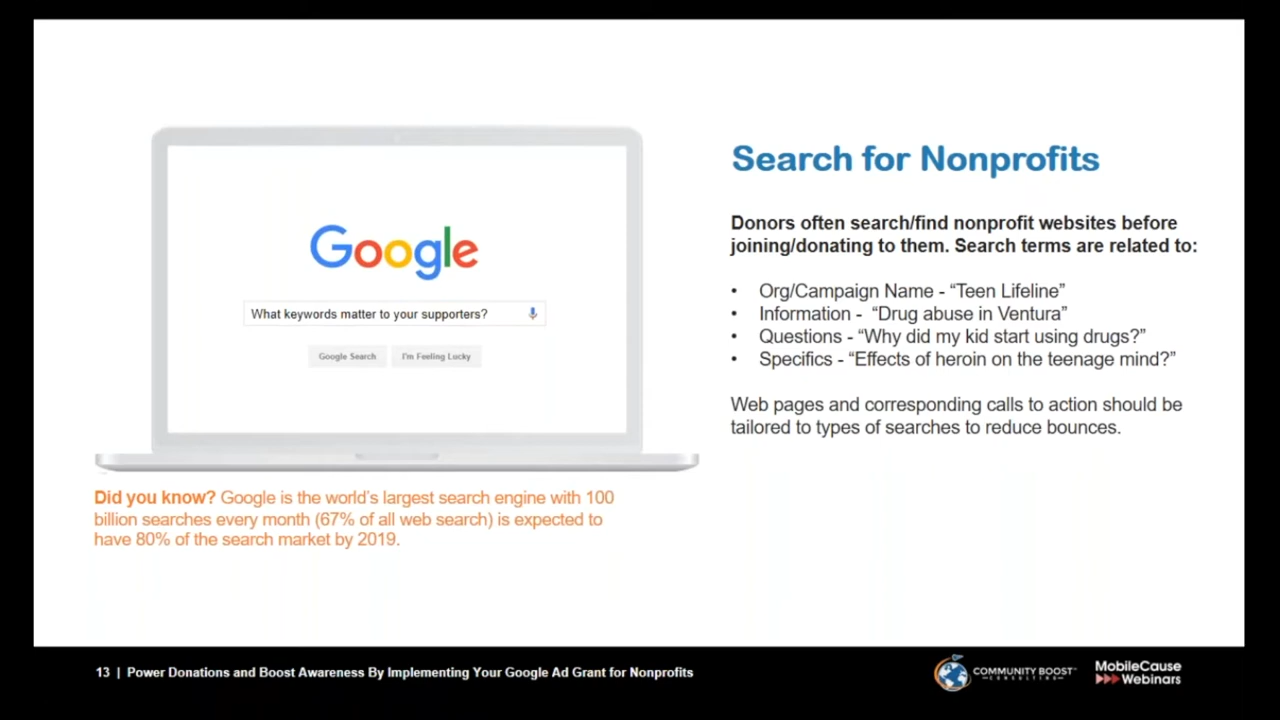 Google
What keywords matter to your supporters?
Google Search
I'm Feeling Lucky
Did you know? Google is the world's largest search engine with 100
billion searches every month (67% of all web search) is expected to
have 80% of the search market by 2019.
Search for Nonprofits
Donors often search/find nonprofit websites before
joining/donating to them. Search terms are related to:
• Org/Campaign Name - “Teen Lifeline”
• Information - “Drug abuse in Ventura”
• Questions - “Why did my kid start using drugs?”
• Specifics - “Effects of heroin on the teenage mind?”
Web pages and corresponding calls to action should be
tailored to types of searches to reduce bounces.
13 | Power Donations and Boost Awareness By Implementing Your Google Ad Grant for Nonprofits
COMMUNITY BOOST
CONSULTING
MobileCause
Webinars